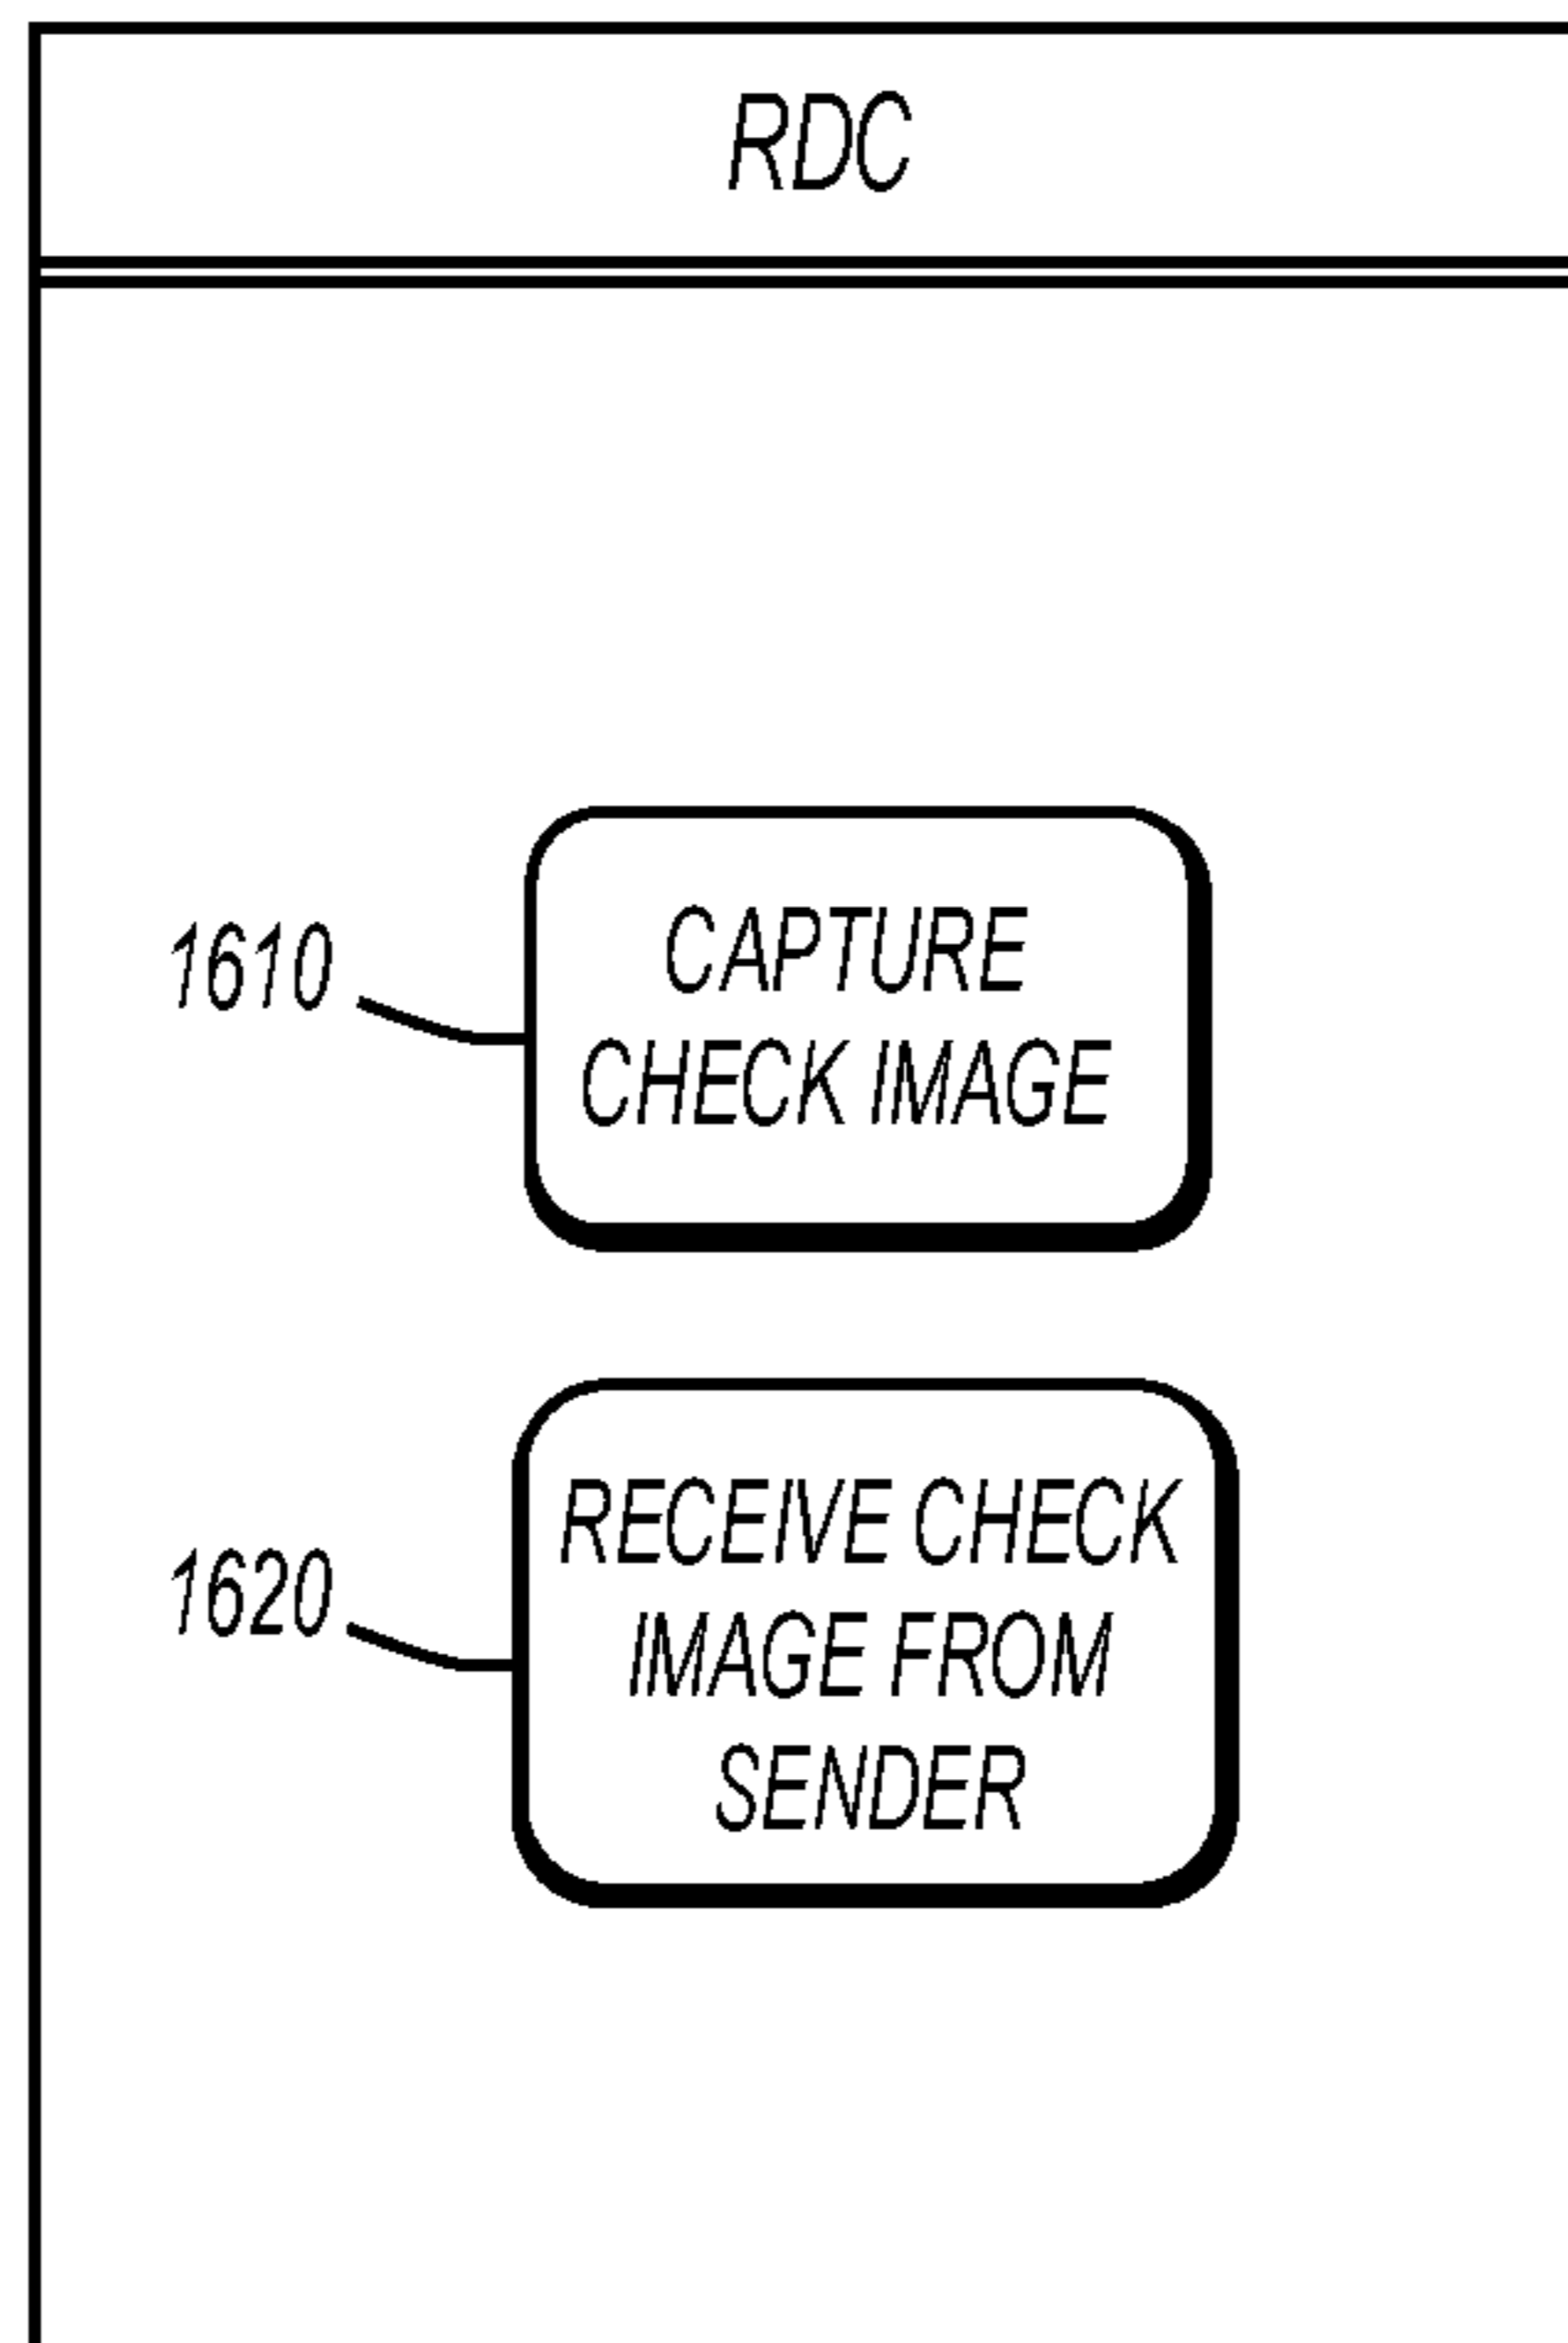 RDC
1610
CAPTURE
CHECK IMAGE
1620
RECEIVE CHECK
IMAGE FROM
SENDER